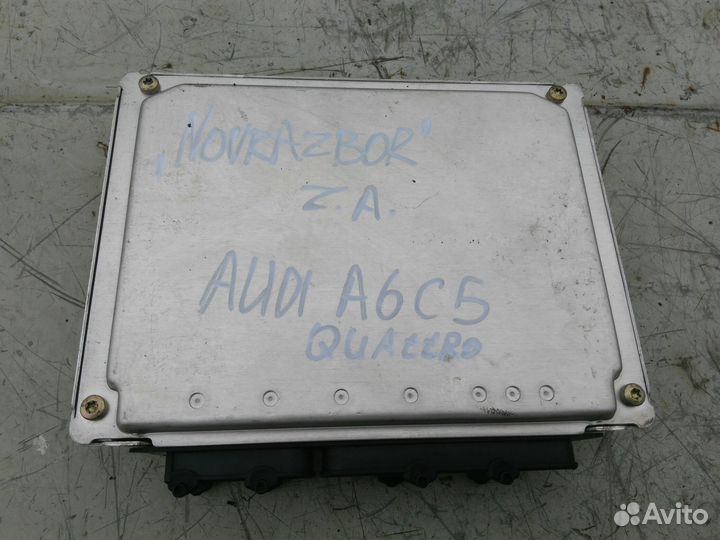 „NOVRAZBOR"
Z.A.
AUDI A6C5
QUATTRO
Avito